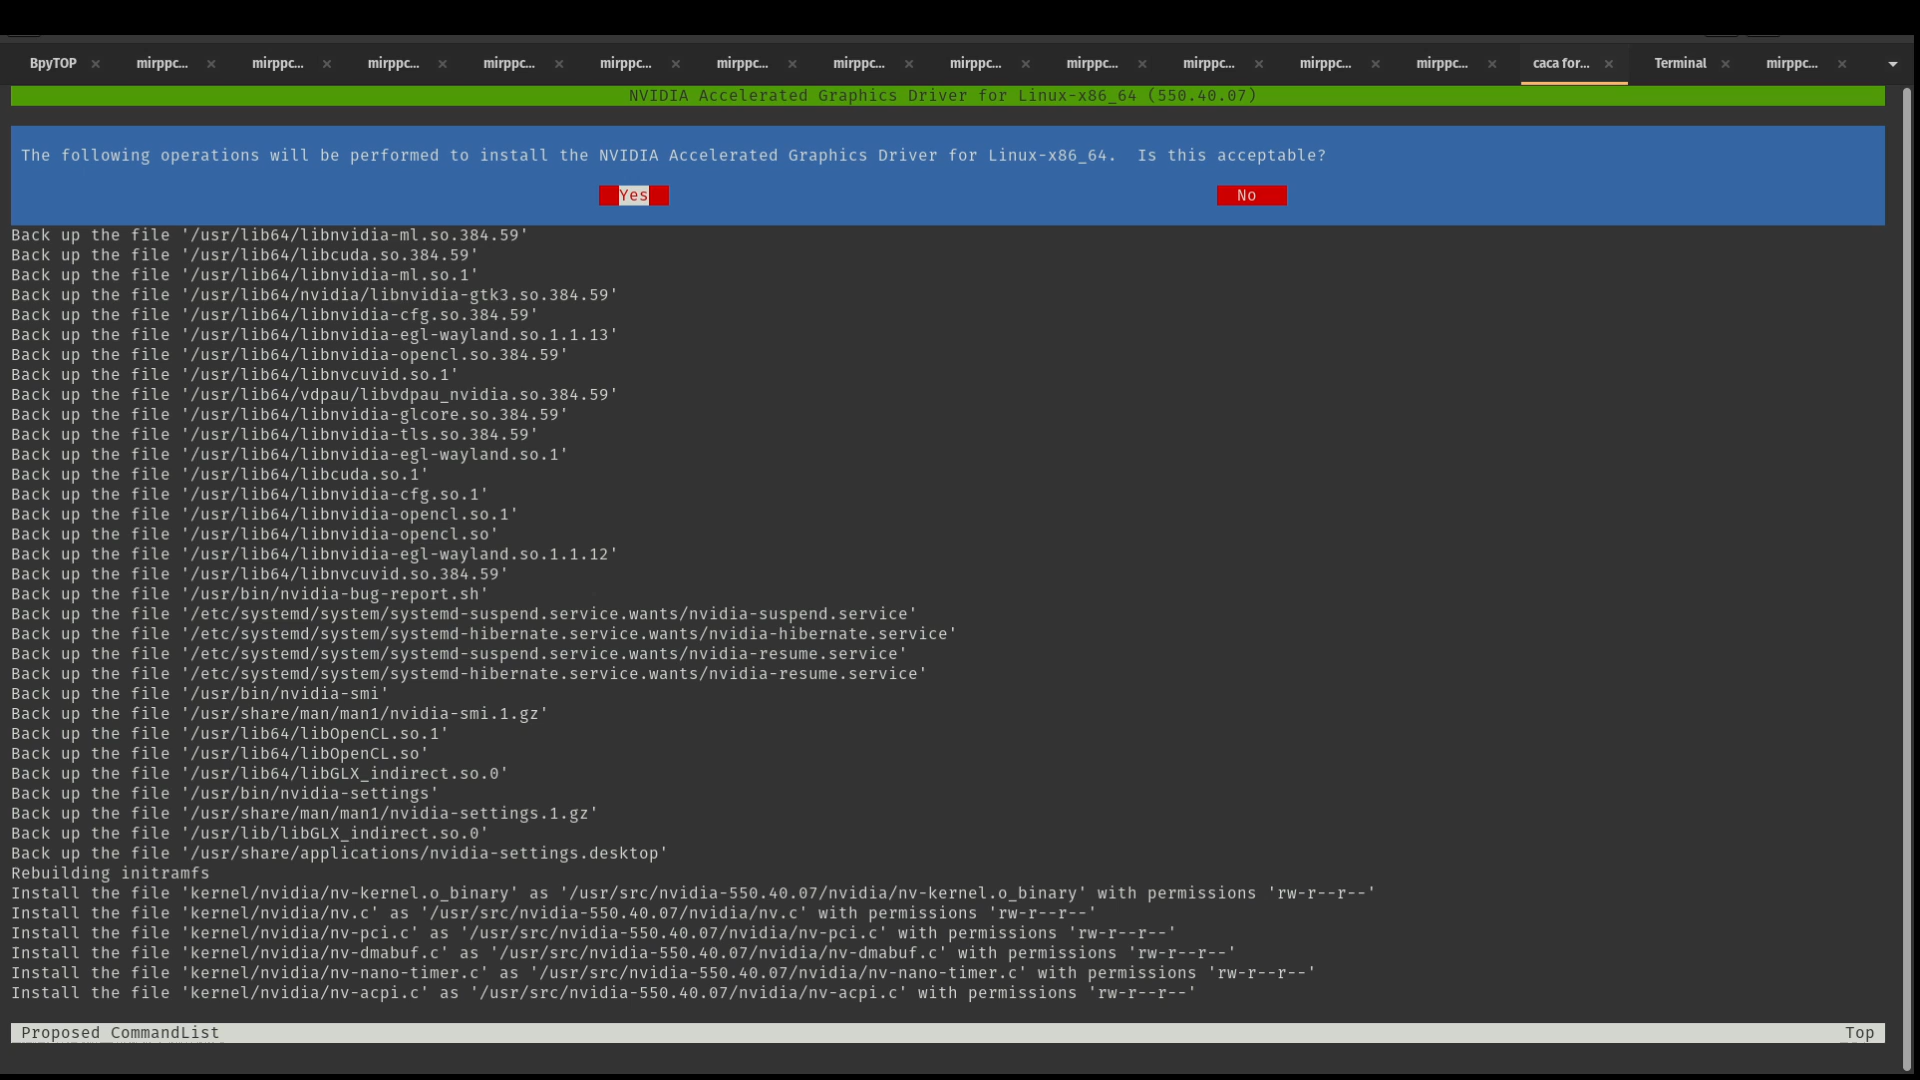 BpyTOP × mirppc... × mirppc... × mirppc... × mirppc... × mirppc... × mirppc... × mirppc... × mirppc... × mirppc... × mirppc... × mirppc... × mirppc... × caca for... × Terminal × mirppc... ×
NVIDIA Accelerated Graphics Driver for Linux-x86_64 (550.40.07)
The following operations will be performed to install the NVIDIA Accelerated Graphics Driver for Linux-x86_64.  Is this acceptable?
Yes No
Back up the file '/usr/lib64/libnvidia-ml.so.384.59'
Back up the file '/usr/lib64/libcuda.so.384.59'
Back up the file '/usr/lib64/libnvidia-ml.so.1'
Back up the file '/usr/lib64/nvidia/libnvidia-gtk3.so.384.59'
Back up the file '/usr/lib64/libnvidia-cfg.so.384.59'
Back up the file '/usr/lib64/libnvidia-egl-wayland.so.1.1.13'
Back up the file '/usr/lib64/libnvidia-opencl.so.384.59'
Back up the file '/usr/lib64/libnvcuvid.so.1'
Back up the file '/usr/lib64/vdpau/libvdpau_nvidia.so.384.59'
Back up the file '/usr/lib64/libnvidia-glcore.so.384.59'
Back up the file '/usr/lib64/libnvidia-tls.so.384.59'
Back up the file '/usr/lib64/libnvidia-egl-wayland.so.1'
Back up the file '/usr/lib64/libcuda.so.1'
Back up the file '/usr/lib64/libnvidia-cfg.so.1'
Back up the file '/usr/lib64/libnvidia-opencl.so.1'
Back up the file '/usr/lib64/libnvidia-opencl.so'
Back up the file '/usr/lib64/libnvidia-egl-wayland.so.1.1.12'
Back up the file '/usr/lib64/libnvcuvid.so.384.59'
Back up the file '/usr/bin/nvidia-bug-report.sh'
Back up the file '/etc/systemd/system/systemd-suspend.service.wants/nvidia-suspend.service'
Back up the file '/etc/systemd/system/systemd-hibernate.service.wants/nvidia-hibernate.service'
Back up the file '/etc/systemd/system/systemd-suspend.service.wants/nvidia-resume.service'
Back up the file '/etc/systemd/system/systemd-hibernate.service.wants/nvidia-resume.service'
Back up the file '/usr/bin/nvidia-smi'
Back up the file '/usr/share/man/man1/nvidia-smi.1.gz'
Back up the file '/usr/lib64/libOpenCL.so.1'
Back up the file '/usr/lib64/libOpenCL.so'
Back up the file '/usr/lib64/libGLX_indirect.so.0'
Back up the file '/usr/bin/nvidia-settings'
Back up the file '/usr/share/man/man1/nvidia-settings.1.gz'
Back up the file '/usr/lib/libGLX_indirect.so.0'
Back up the file '/usr/share/applications/nvidia-settings.desktop'
Rebuilding initramfs
Install the file 'kernel/nvidia/nv-kernel.o_binary' as '/usr/src/nvidia-550.40.07/nvidia/nv-kernel.o_binary' with permissions 'rw-r--r--'
Install the file 'kernel/nvidia/nv.c' as '/usr/src/nvidia-550.40.07/nvidia/nv.c' with permissions 'rw-r--r--'
Install the file 'kernel/nvidia/nv-pci.c' as '/usr/src/nvidia-550.40.07/nvidia/nv-pci.c' with permissions 'rw-r--r--'
Install the file 'kernel/nvidia/nv-dmabuf.c' as '/usr/src/nvidia-550.40.07/nvidia/nv-dmabuf.c' with permissions 'rw-r--r--'
Install the file 'kernel/nvidia/nv-nano-timer.c' as '/usr/src/nvidia-550.40.07/nvidia/nv-nano-timer.c' with permissions 'rw-r--r--'
Install the file 'kernel/nvidia/nv-acpi.c' as '/usr/src/nvidia-550.40.07/nvidia/nv-acpi.c' with permissions 'rw-r--r--'
Proposed CommandList Top